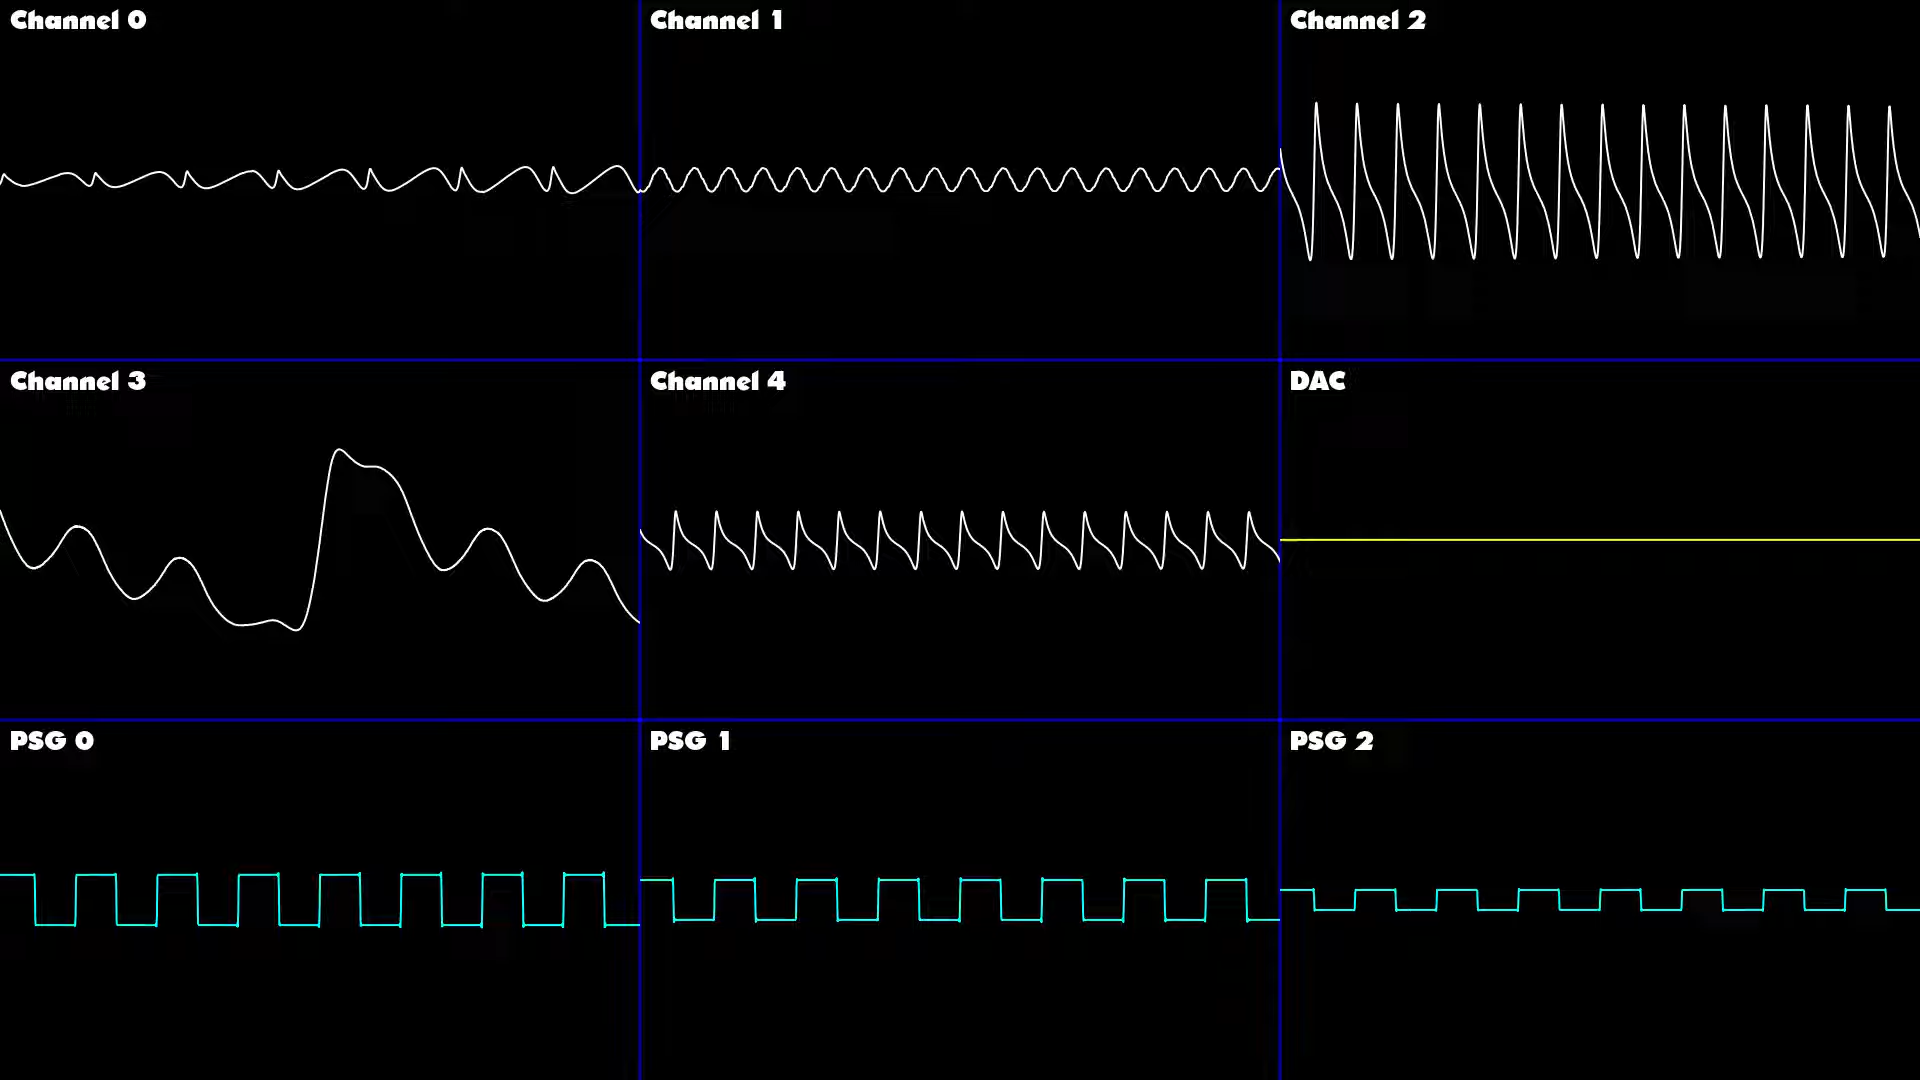 Channel 0
Channel 1
Channel 2
Channel 3
Channel 4
DAC
PSG 0
PSG 1
PSG 2